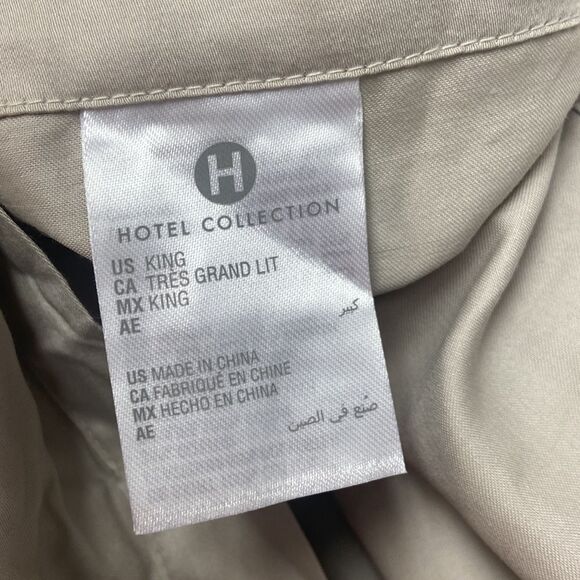 H
HOTEL COLLECTION
US KING
CA TRÈS GRAND LIT
MX KING
AE كبير
US MADE IN CHINA
CA FABRIQUÉ EN CHINE
MX HECHO EN CHINA
AE صُنع في الصين